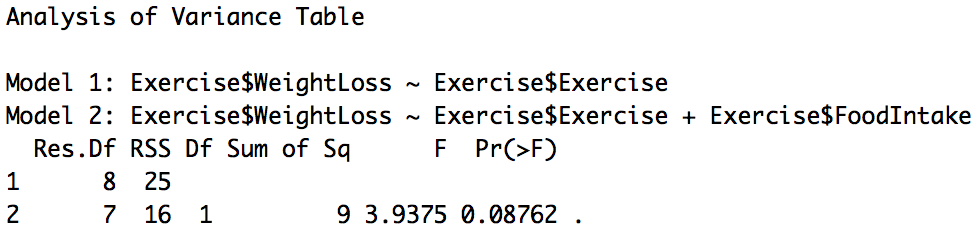 Analysis of Variance Table
Model 1: Exercise$WeightLoss ~ Exercise$Exercise
Model 2: Exercise$WeightLoss ~ Exercise$Exercise + Exercise$FoodIntake
Res.Df RSS Df Sum of Sq F Pr(>F)
1 8 25
2 7 16 1 9 3.9375 0.08762 .